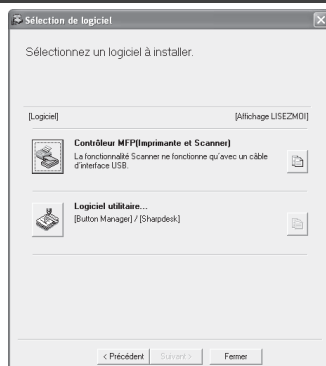 Sélection de logiciel
Sélectionnez un logiciel à installer.
[Logiciel] [Affichage LISEZMOI]
Contrôleur MFP(Imprimante et Scanner)
La fonctionnalité Scanner ne fonctionne qu'avec un câble
d'interface USB.
Logiciel utilitaire...
[Button Manager] / [Sharpdesk]
< Précédent Suivant > Fermer